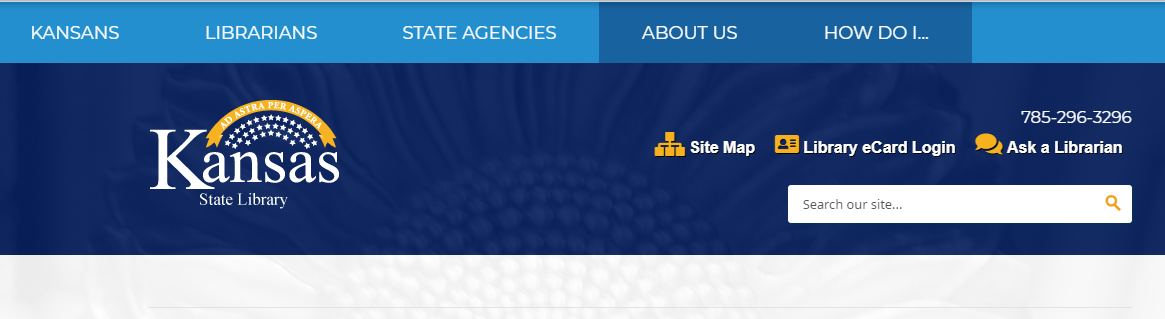 KANSANS LIBRARIANS STATE AGENCIES ABOUT US HOW DO I...
AD ASTRA PER ASPERA
Kansas
State Library
785-296-3296
Site Map Library eCard Login Ask a Librarian
Search our site...